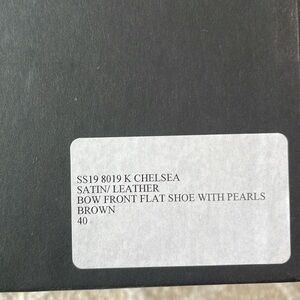 SS19 8019 K CHELSEA
SATIN/ LEATHER
BOW FRONT FLAT SHOE WITH PEARLS
BROWN
40